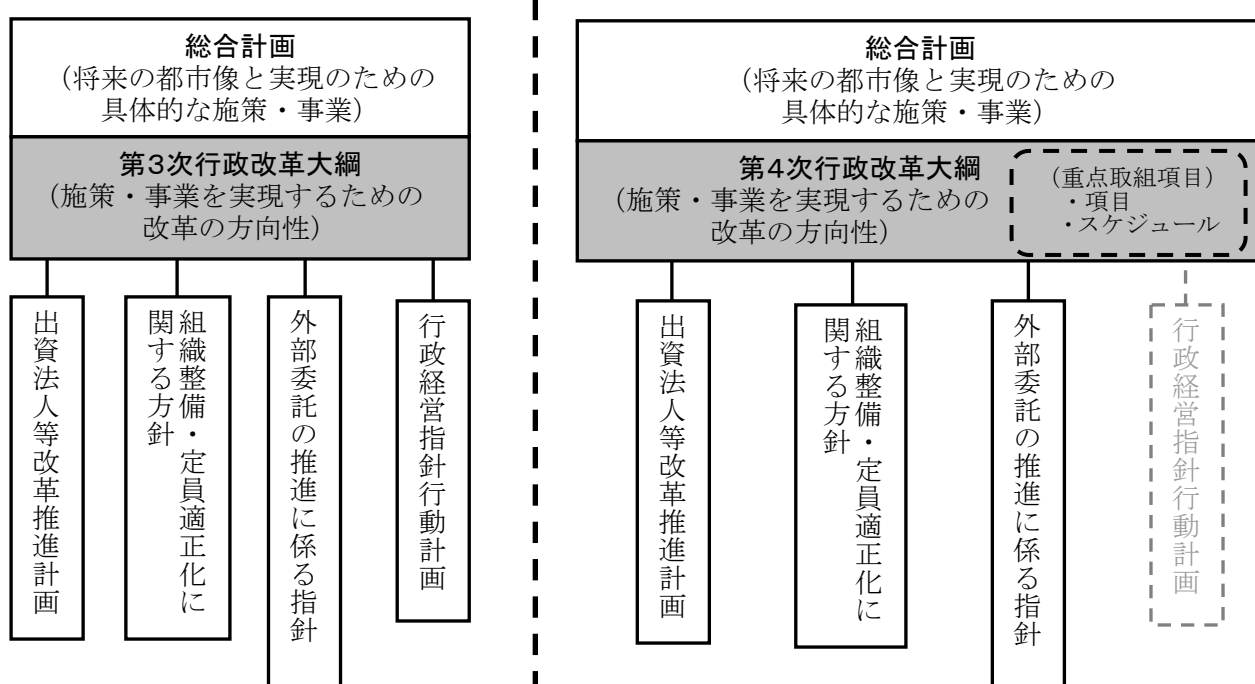 総合計画
（将来の都市像と実現のための
具体的な施策・事業）
第３次行政改革大綱
（施策・事業を実現するための
改革の方向性）
出資法人等改革推進計画
組織整備・定員適正化に
関する方針
外部委託の推進に係る指針
行政経営指針行動計画
総合計画
（将来の都市像と実現のための
具体的な施策・事業）
第４次行政改革大綱
（施策・事業を実現するための
改革の方向性）
（重点取組項目）
・項目
・スケジュール
出資法人等改革推進計画
組織整備・定員適正化に
関する方針
外部委託の推進に係る指針
行政経営指針行動計画